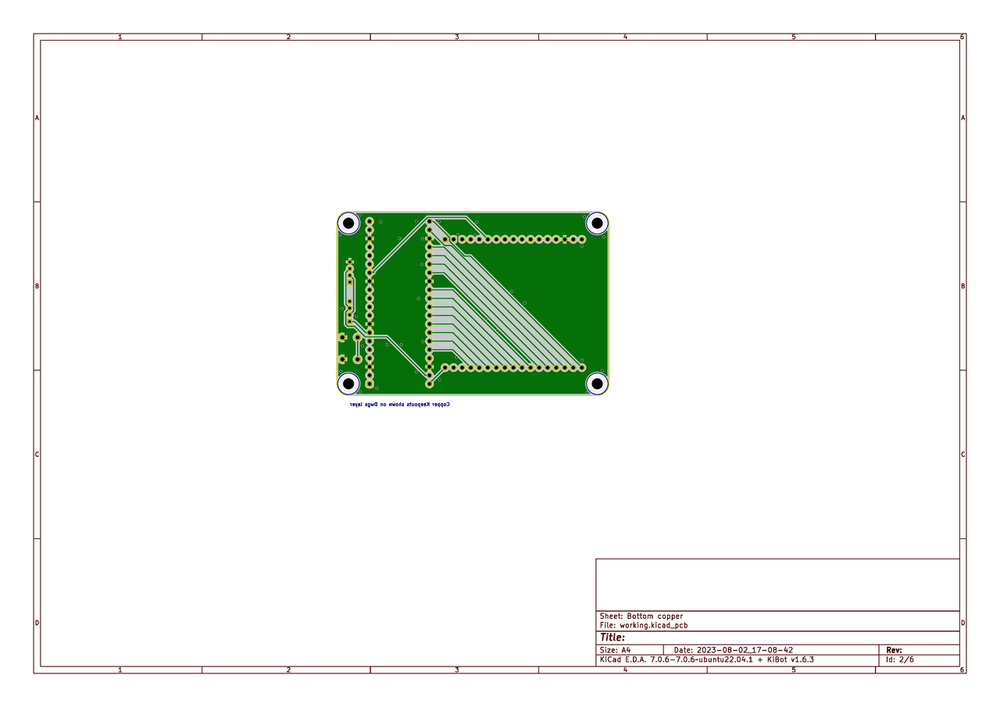 1 2 3 4 5 6
A A
B B
Copper Keepouts shown on Dwgs layer
C C
Sheet: Bottom copper
File: working.kicad_pcb
D D
Title:
Size: A4 Date: 2023-08-02_17-08-42 Rev:
KiCad E.D.A. 7.0.6-7.0.6-ubuntu22.04.1 + KiBot v1.6.3 Id: 2/6
1 2 3 4 5 6